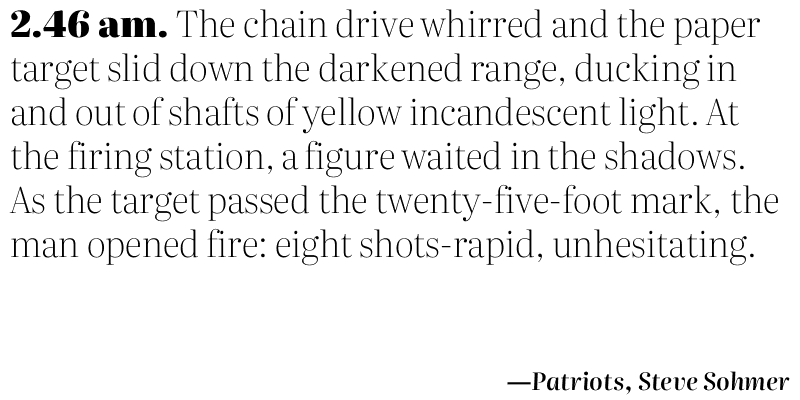 2.46 am. The chain drive whirred and the paper
target slid down the darkened range, ducking in
and out of shafts of yellow incandescent light. At
the firing station, a figure waited in the shadows.
As the target passed the twenty-five-foot mark, the
man opened fire: eight shots-rapid, unhesitating.
—Patriots, Steve Sohmer